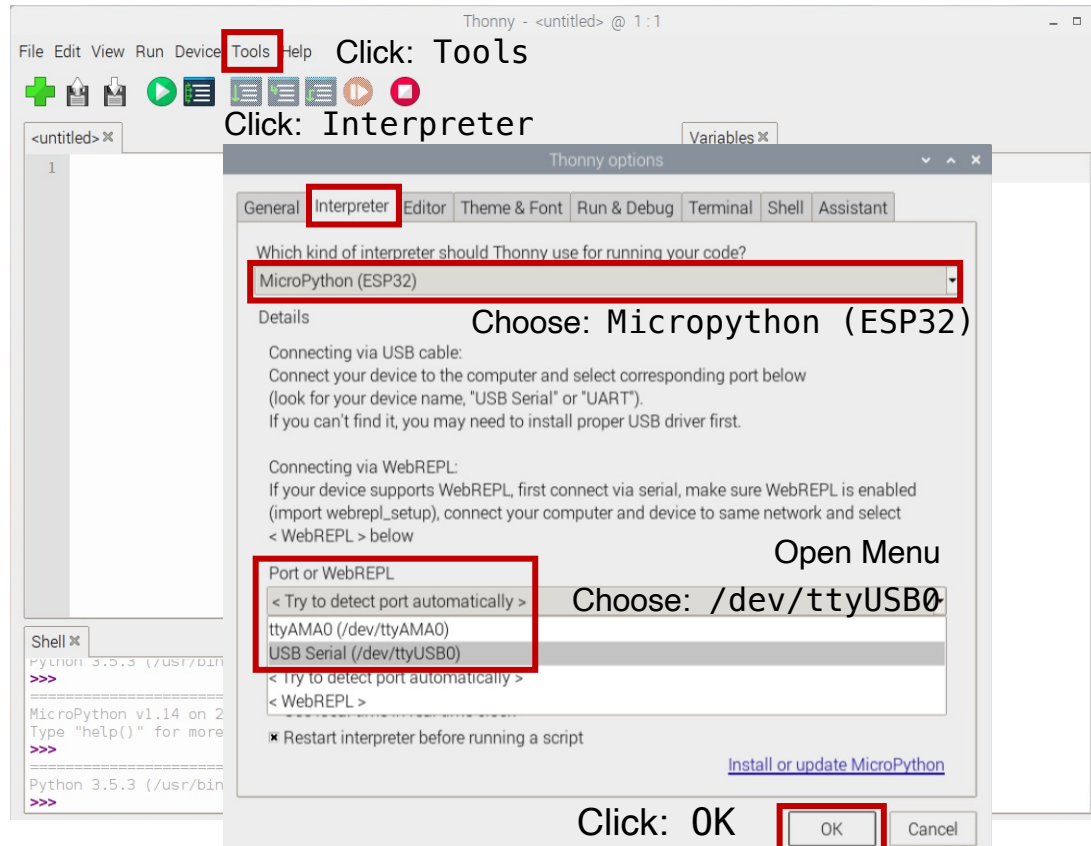 Thonny - <untitled> @ 1:1
File Edit View Run Device Tools Help
Click: Tools
Click: Interpreter
<untitled>
Variables
1
Thonny options
General Interpreter Editor Theme & Font Run & Debug Terminal Shell Assistant
Which kind of interpreter should Thonny use for running your code?
MicroPython (ESP32)
Details
Choose: Micropython (ESP32)
Connecting via USB cable:
Connect your device to the computer and select corresponding port below
(look for your device name, "USB Serial" or "UART").
If you can't find it, you may need to install proper USB driver first.
Connecting via WebREPL:
If your device supports WebREPL, first connect via serial, make sure WebREPL is enabled
(import webrepl_setup), connect your computer and device to same network and select
< WebREPL > below
Open Menu
Port or WebREPL
< Try to detect port automatically >
Choose: /dev/ttyUSB0
ttyAMA0 (/dev/ttyAMA0)
USB Serial (/dev/ttyUSB0)
< Try to detect port automatically >
< WebREPL >
Restart interpreter before running a script
Install or update MicroPython
Shell
Python 3.5.3 (/usr/bin
>>>
MicroPython v1.14 on 2
Type "help()" for more
>>>
Python 3.5.3 (/usr/bin
>>>
Click: OK
OK
Cancel